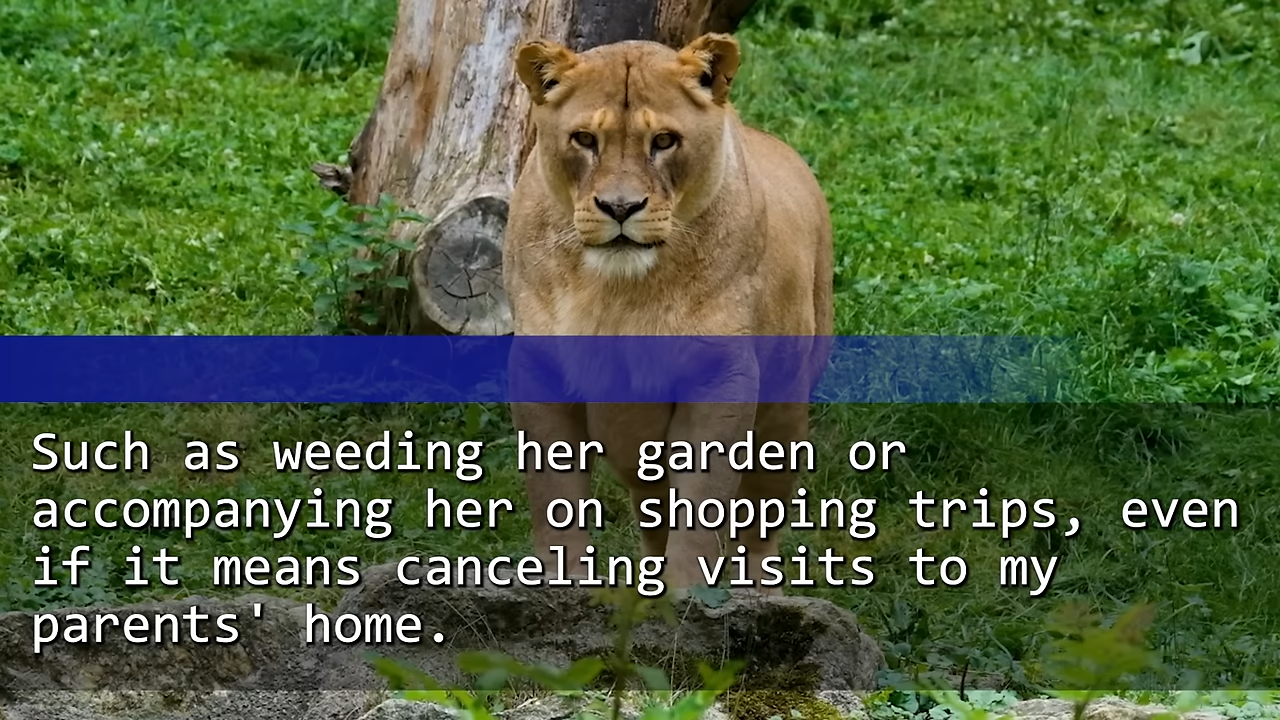 Such as weeding her garden or
accompanying her on shopping trips, even
if it means canceling visits to my
parents' home.